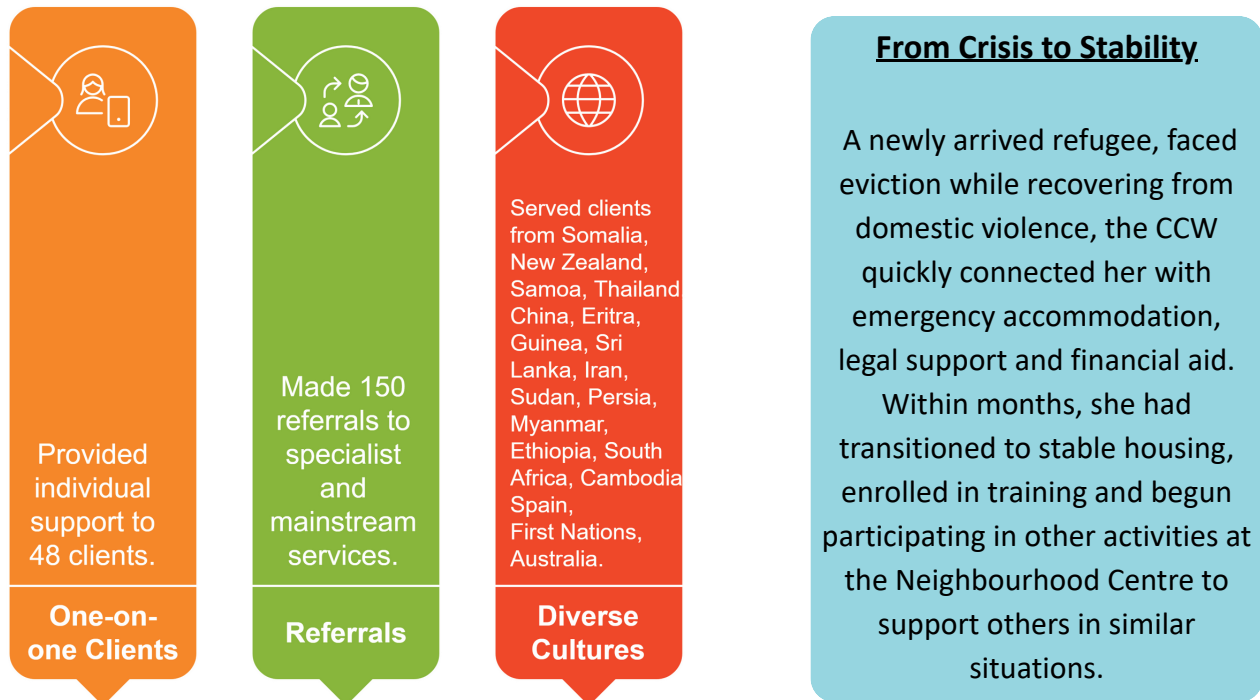 Provided
individual
support to
48 clients.
One-on-
one Clients
Made 150
referrals to
specialist
and
mainstream
services.
Referrals
Served clients
from Somalia,
New Zealand,
Samoa, Thailand
China, Eritra,
Guinea, Sri
Lanka, Iran,
Sudan, Persia,
Myanmar,
Ethiopia, South
Africa, Cambodia
Spain,
First Nations,
Australia.
Diverse
Cultures
From Crisis to Stability
A newly arrived refugee, faced
eviction while recovering from
domestic violence, the CCW
quickly connected her with
emergency accommodation,
legal support and financial aid.
Within months, she had
transitioned to stable housing,
enrolled in training and begun
participating in other activities at
the Neighbourhood Centre to
support others in similar
situations.